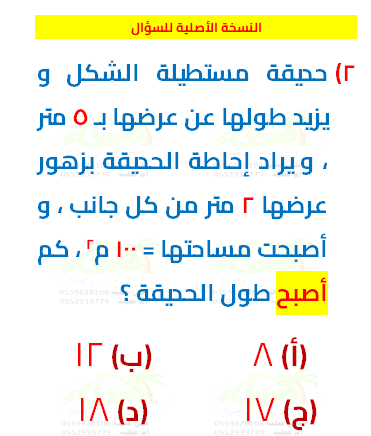 النسخة الأصلية للسؤال
٢) حديقة مستطيلة الشكل و
يزيد طولها عن عرضها بـ ٥ متر
، و يراد إحاطة الحديقة بزهور
عرضها ٢ متر من كل جانب ، و
أصبحت مساحتها = ١٠٠ م٢ ، كم
أصبح طول الحديقة ؟
(أ) ٨ (ب) ١٢
(ج) ١٧ (د) ١٨